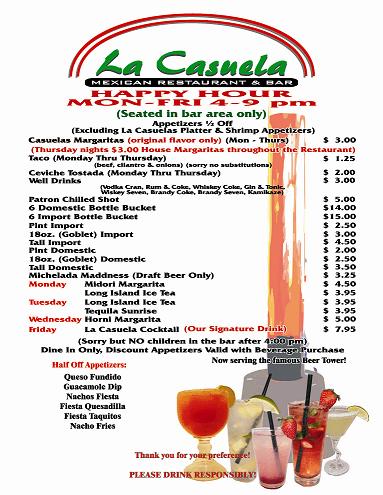 La Casuela
MEXICAN RESTAURANT & BAR
HAPPY HOUR
MON-FRI 4-9 pm
(Seated in bar area only)
Appetizers ½ Off
(Excluding La Casuelas Platter & Shrimp Appetizers)
Casuelas Margaritas (original flavor only) (Mon - Thurs) $ 3.00
(Thursday nights $3.00 House Margaritas throughout the Restaurant)
Taco (Monday Thru Thursday) $ 1.25
(beef, cilantro & onions) (sorry no substitutions)
Ceviche Tostada (Monday Thru Thursday) $ 2.00
Well Drinks $ 3.00
(Vodka Cran, Rum & Coke, Whiskey Coke, Gin & Tonic,
Wiskey Seven, Brandy Coke, Brandy Seven, Kamikaze)
Patron Chilled Shot $ 5.00
6 Domestic Bottle Bucket $14.00
6 Import Bottle Bucket $15.00
Pint Import $ 2.50
18oz. (Goblet) Import $ 3.00
Tall Import $ 4.50
Pint Domestic $ 2.00
18oz. (Goblet) Domestic $ 2.50
Tall Domestic $ 3.50
Michelada Maddness (Draft Beer Only) $ 3.25
Monday Midori Margarita $ 4.50
Long Island Ice Tea $ 3.95
Tuesday Long Island Ice Tea $ 3.95
Tequila Sunrise $ 3.95
Wednesday Horni Margarita $ 5.00
Friday La Casuela Cocktail (Our Signature Drink) $ 7.95
(Sorry but NO children in the bar after 4:00 pm)
Dine In Only, Discount Appetizers Valid with Beverage Purchase
Now serving the famous Beer Tower!
Half Off Appetizers:
Queso Fundido
Guacamole Dip
Nachos Fiesta
Fiesta Quesadilla
Fiesta Taquitos
Nacho Fries
Thank you for your preference!
PLEASE DRINK RESPONSIBLY!